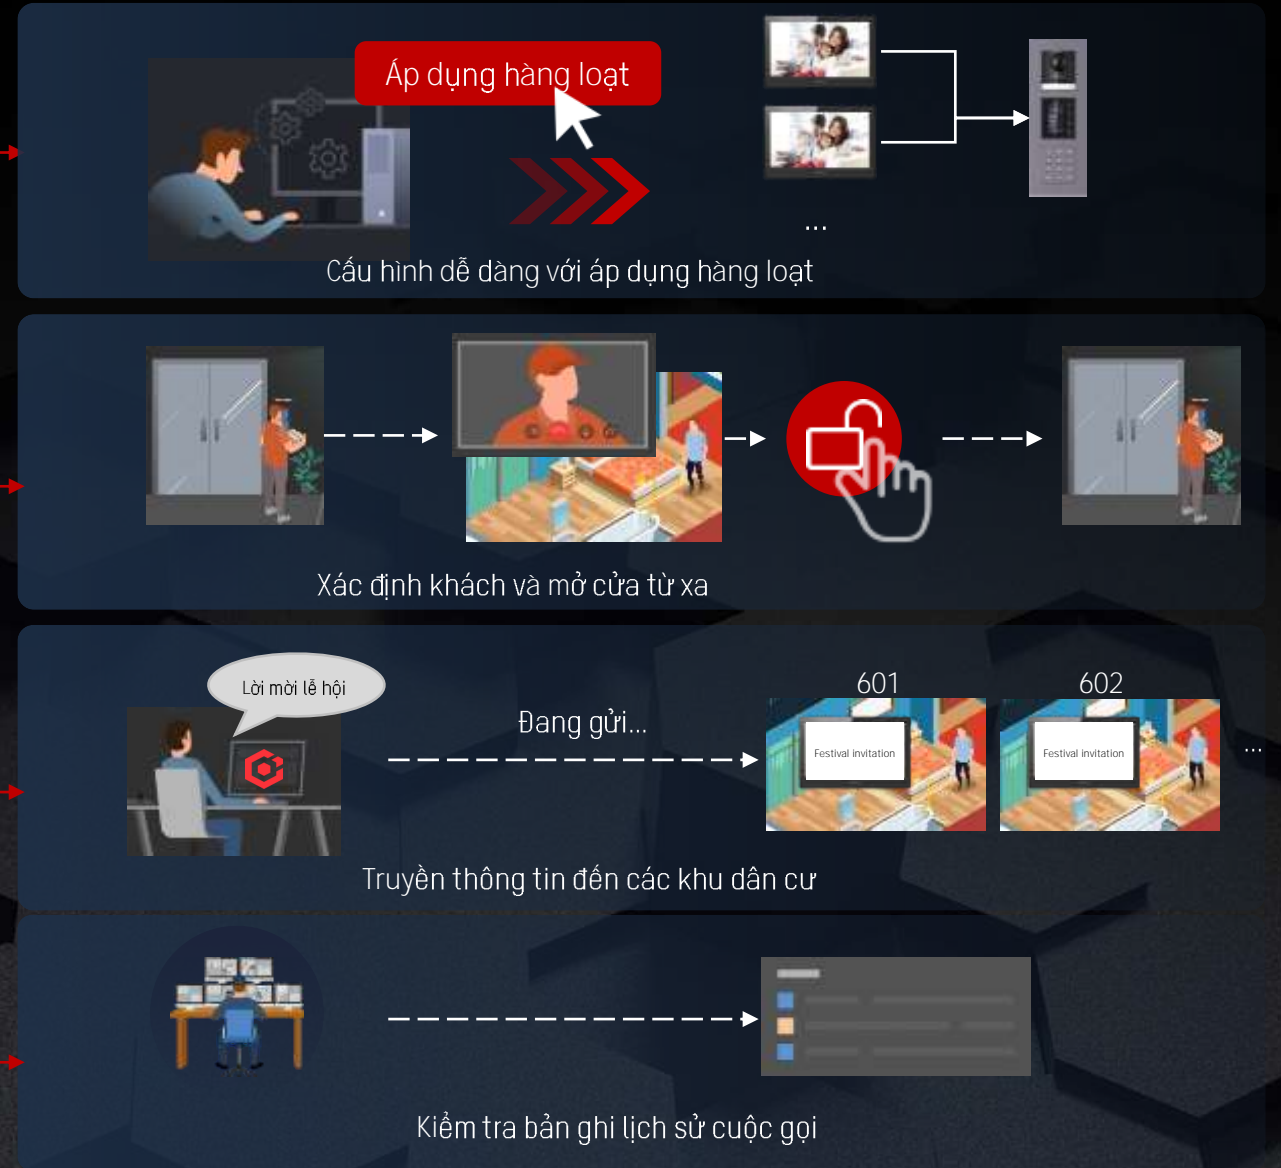 Áp dụng hàng loạt
...
Cấu hình dễ dàng với áp dụng hàng loạt
Xác định khách và mở cửa từ xa
Lời mời lễ hội
Đang gửi...
601
602
Festival invitation
Festival invitation
...
Truyền thông tin đến các khu dân cư
Kiểm tra bản ghi lịch sử cuộc gọi